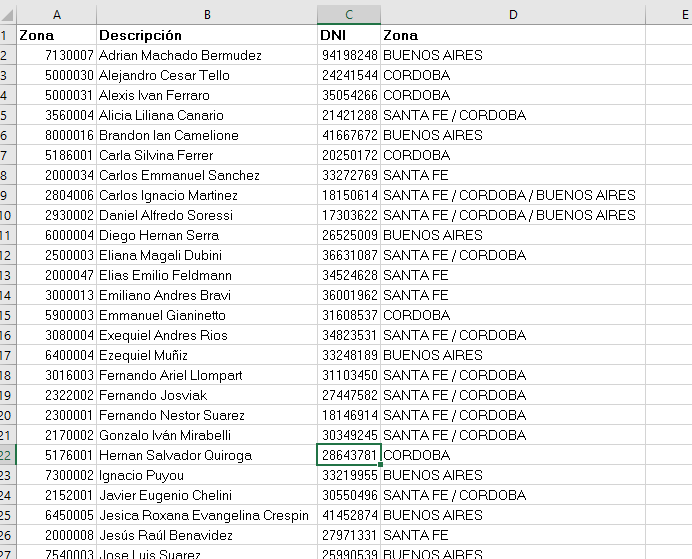 A B C D E
1 Zona Descripción DNI Zona
2 7130007 Adrian Machado Bermudez 94198248 BUENOS AIRES
3 5000030 Alejandro Cesar Tello 24241544 CORDOBA
4 5000031 Alexis Ivan Ferraro 35054266 CORDOBA
5 3560004 Alicia Liliana Canario 21421288 SANTA FE / CORDOBA
6 8000016 Brandon Ian Camelione 41667672 BUENOS AIRES
7 5186001 Carla Silvina Ferrer 20250172 CORDOBA
8 2000034 Carlos Emmanuel Sanchez 33272769 SANTA FE
9 2804006 Carlos Ignacio Martinez 18150614 SANTA FE / CORDOBA / BUENOS AIRES
10 2930002 Daniel Alfredo Soressi 17303622 SANTA FE / CORDOBA / BUENOS AIRES
11 6000004 Diego Hernan Serra 26525009 BUENOS AIRES
12 2500003 Eliana Magali Dubini 36631087 SANTA FE / CORDOBA
13 2000047 Elias Emilio Feldmann 34524628 SANTA FE
14 3000013 Emiliano Andres Bravi 36001962 SANTA FE
15 5900003 Emmanuel Gianinetto 31608537 CORDOBA
16 3080004 Exequiel Andres Rios 34823531 SANTA FE / CORDOBA
17 6400004 Ezequiel Muñiz 33248189 BUENOS AIRES
18 3016003 Fernando Ariel Llompart 31103450 SANTA FE / CORDOBA
19 2322002 Fernando Josviak 27447582 SANTA FE / CORDOBA
20 2300001 Fernando Nestor Suarez 18146914 SANTA FE / CORDOBA
21 2170002 Gonzalo Iván Mirabelli 30349245 SANTA FE / CORDOBA
22 5176001 Hernan Salvador Quiroga 28643781 CORDOBA
23 7300002 Ignacio Puyou 33219955 BUENOS AIRES
24 2152001 Javier Eugenio Chelini 30550496 SANTA FE / CORDOBA
25 6450005 Jesica Roxana Evangelina Crespin 41452874 BUENOS AIRES
26 2000008 Jesús Raúl Benavidez 27971331 SANTA FE
27 7540003 Jose Luis Suarez 25990539 BUENOS AIRES